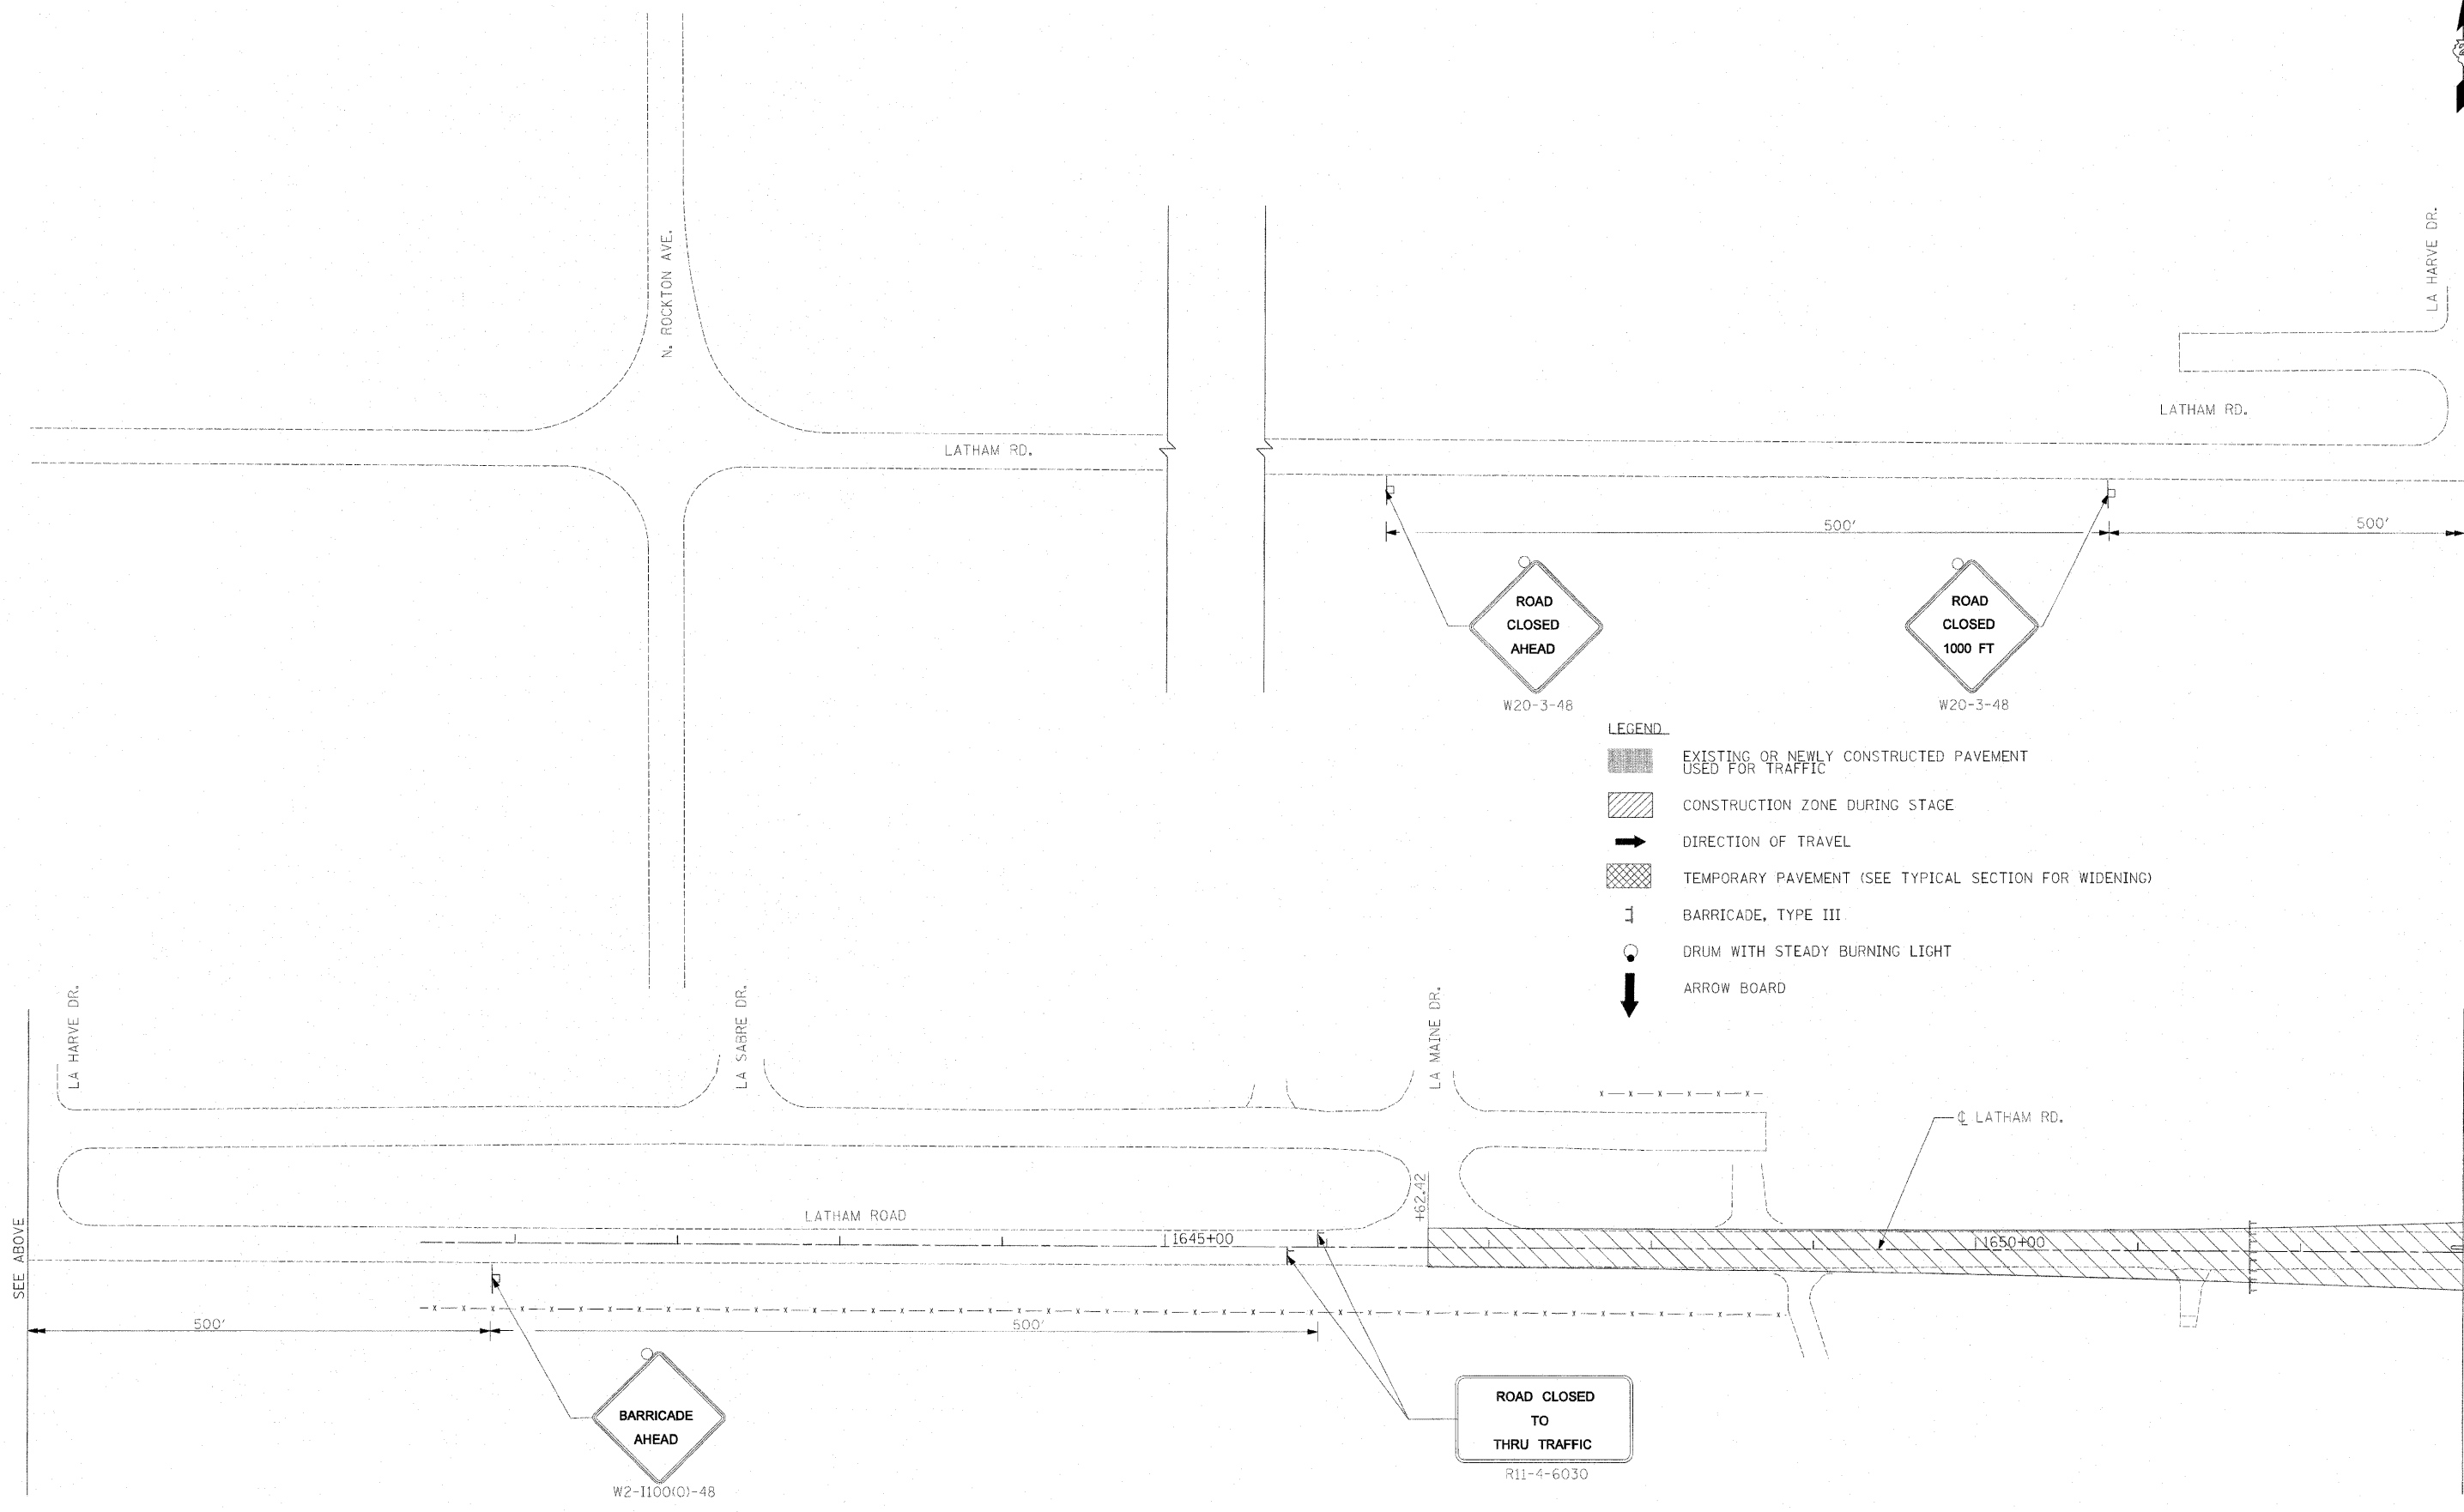 N. ROCKTON AVE.
LA HARVE DR.
LATHAM RD.
LATHAM RD.
500'
500'
ROAD
CLOSED
AHEAD
W20-3-48
ROAD
CLOSED
1000 FT
W20-3-48
LEGEND
EXISTING OR NEWLY CONSTRUCTED PAVEMENT
USED FOR TRAFFIC
CONSTRUCTION ZONE DURING STAGE
DIRECTION OF TRAVEL
TEMPORARY PAVEMENT (SEE TYPICAL SECTION FOR WIDENING)
BARRICADE, TYPE III
DRUM WITH STEADY BURNING LIGHT
ARROW BOARD
LA HARVE DR.
LA SABRE DR.
LA MAINE DR.
℄ LATHAM RD.
+62.42
LATHAM ROAD
1645+00
1650+00
SEE ABOVE
500'
500'
BARRICADE
AHEAD
W2-I100(0)-48
ROAD CLOSED
TO
THRU TRAFFIC
R11-4-6030